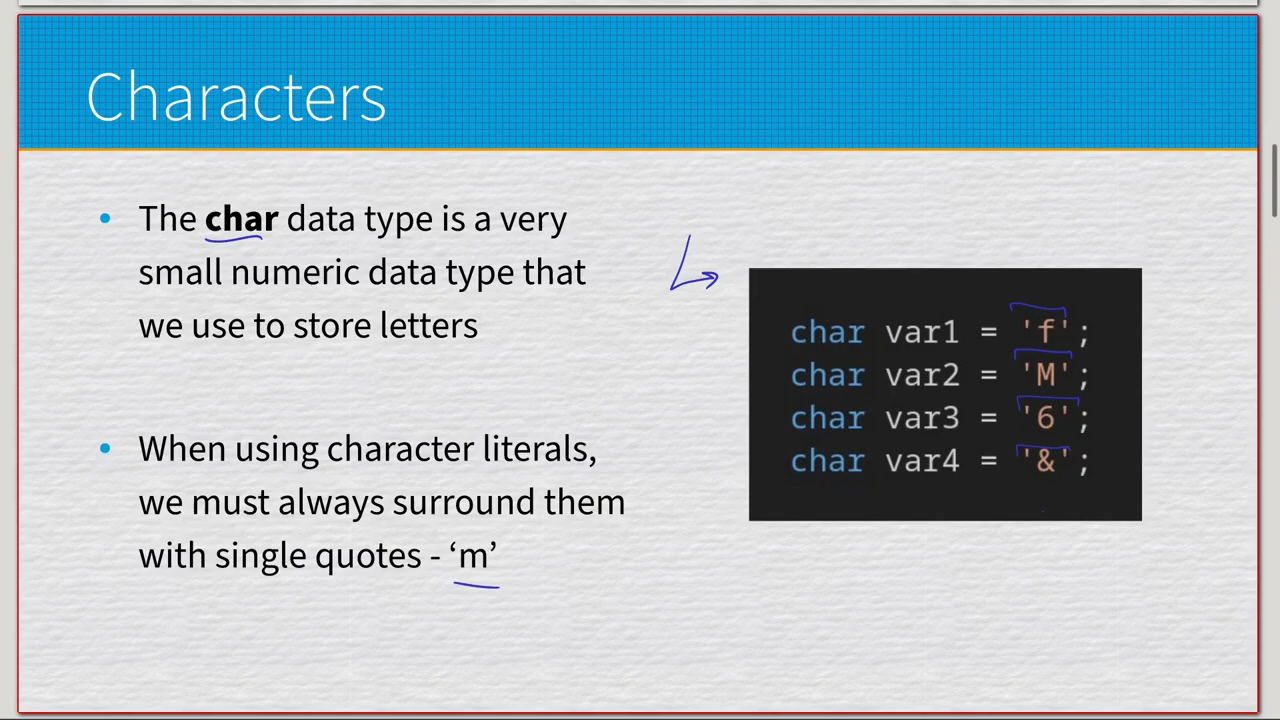 Characters
• The char data type is a very
small numeric data type that
we use to store letters
• When using character literals,
we must always surround them
with single quotes - ‘m’
char var1 = 'f';
char var2 = 'M';
char var3 = '6';
char var4 = '&';